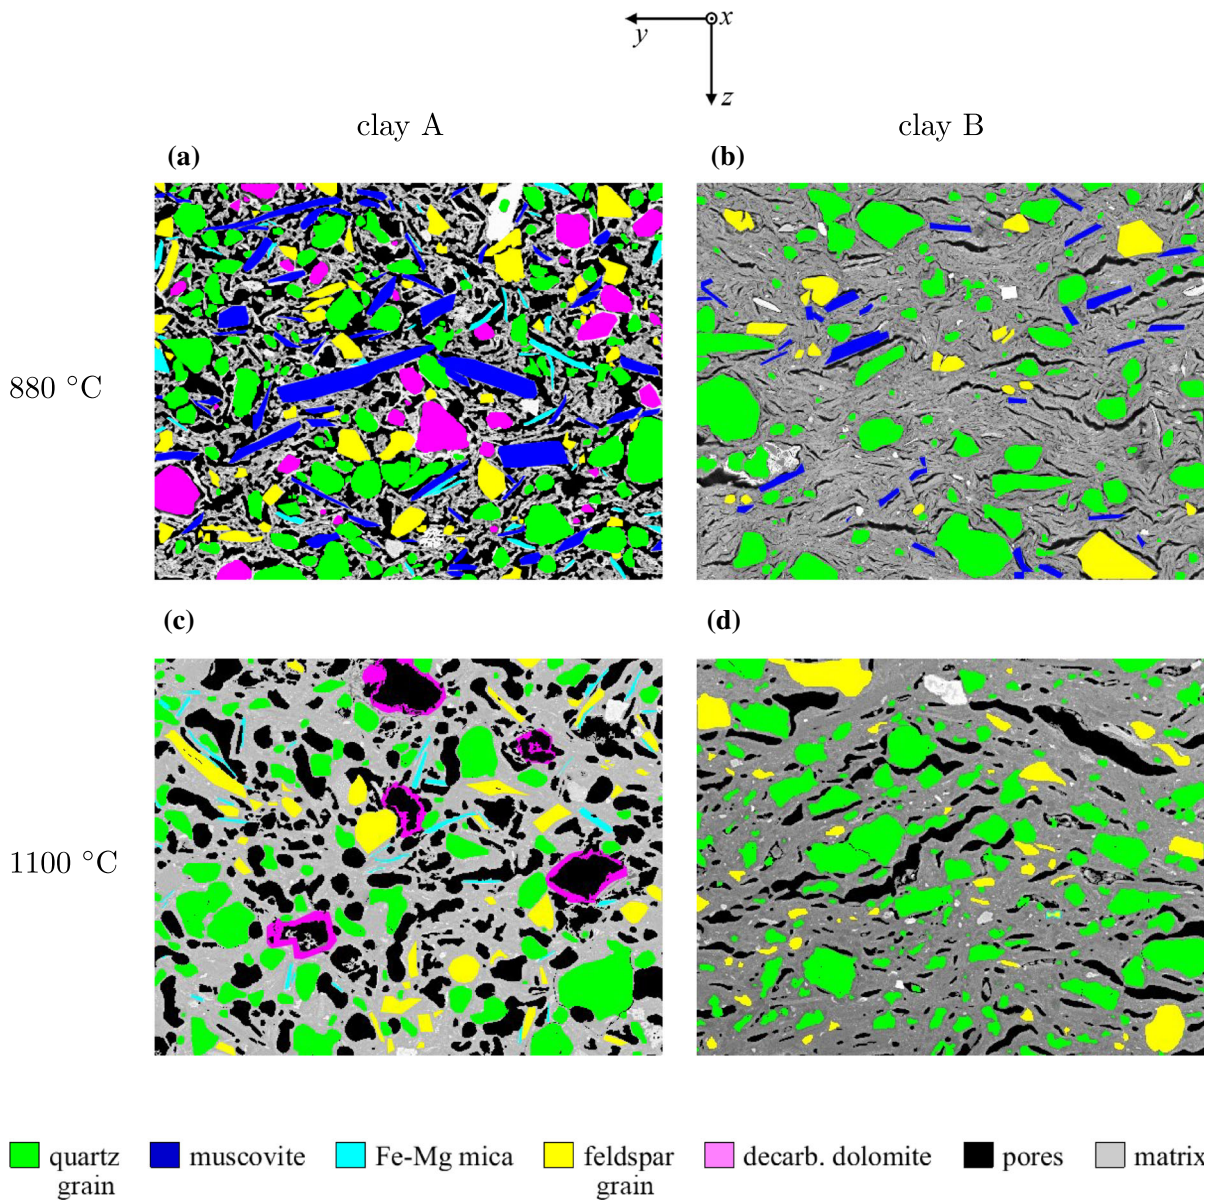 x
y
z
clay A
clay B
(a)
(b)
880 °C
(c)
(d)
1100 °C
quartz grain
muscovite
Fe-Mg mica
feldspar grain
decarb. dolomite
pores
matrix